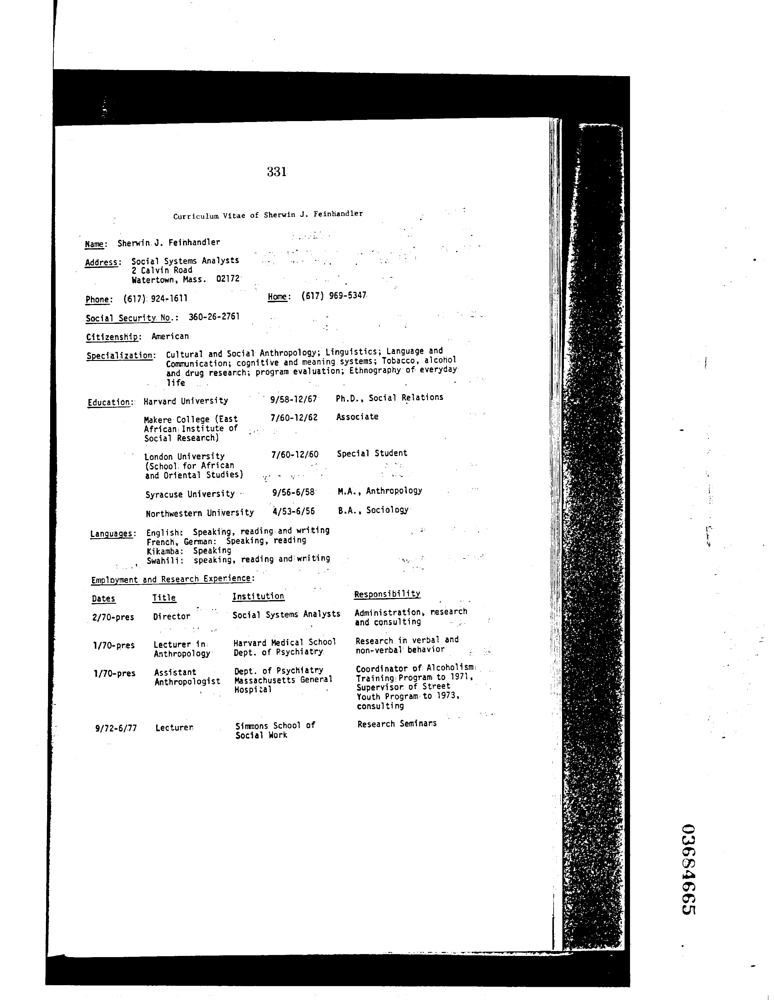 331
Curriculum Vitae of Sherwin J. Feinhandler
Name: Sherwin J. Feinhandler
Address: Social Systems Analysts
2 Calvin Road
Watertown, Mass. 02172
Phone: (617) 924-1611 Home: (617) 969-5347
Social Security No.: 360-26-2761
Citizenship: American
Specialization: Cultural and Social Anthropology; Linguistics; Language and
Communication; cognitive and meaning systems; Tobacco, alcohol
and drug research; program evaluation; Ethnography of everyday
life
Education: Harvard University 9/58-12/67 Ph.D., Social Relations
Makere College (East 7/60-12/62 Associate
African Institute of
Social Research)
London University 7/60-12/60 Special Student
(School for African
and Oriental Studies)
Syracuse University 9/56-6/58 M.A., Anthropology
Northwestern University 4/53-6/56 B.A., Sociology
Languages: English: Speaking, reading and writing
French, German: Speaking, reading
Kikamba: Speaking
Swahili: speaking, reading and writing
Employment and Research Experience:
Dates Title Institution Responsibility
2/70-pres Director Social Systems Analysts Administration, research
and consulting
1/70-pres Lecturer in Harvard Medical School Research in verbal and
Anthropology Dept. of Psychiatry non-verbal behavior
1/70-pres Assistant Dept. of Psychiatry Coordinator of Alcoholism
Anthropologist Massachusetts General Training Program to 1971,
Hospital Supervisor of Street
Youth Program to 1973,
consulting
9/72-6/77 Lecturer Simmons School of Research Seminars
Social Work
03684665